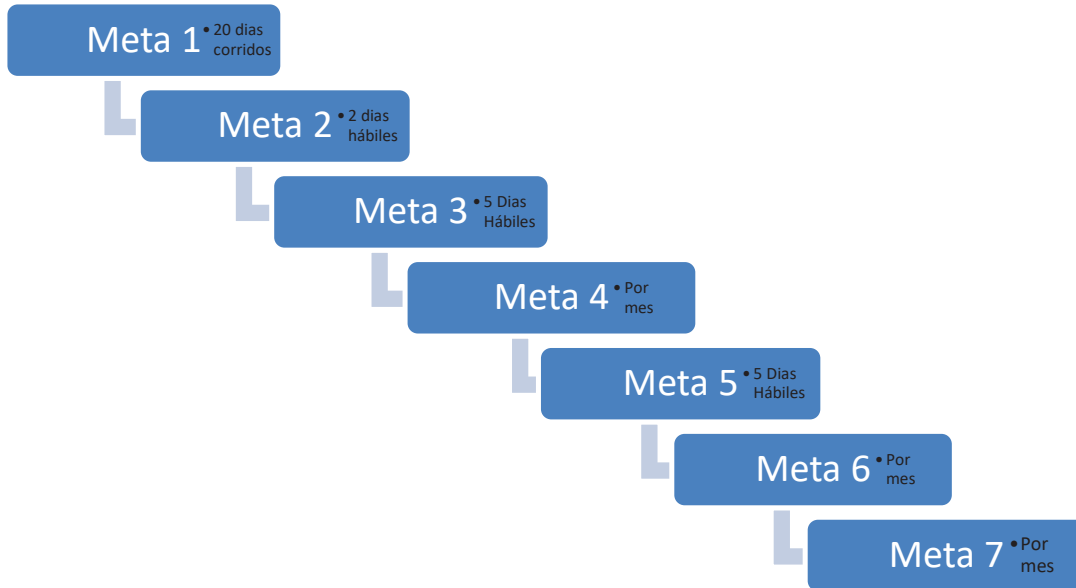 Meta 1
• 20 dias
corridos
Meta 2
• 2 dias
hábiles
Meta 3
• 5 Dias
Hábiles
Meta 4
• Por
mes
Meta 5
• 5 Dias
Hábiles
Meta 6
• Por
mes
Meta 7
• Por
mes